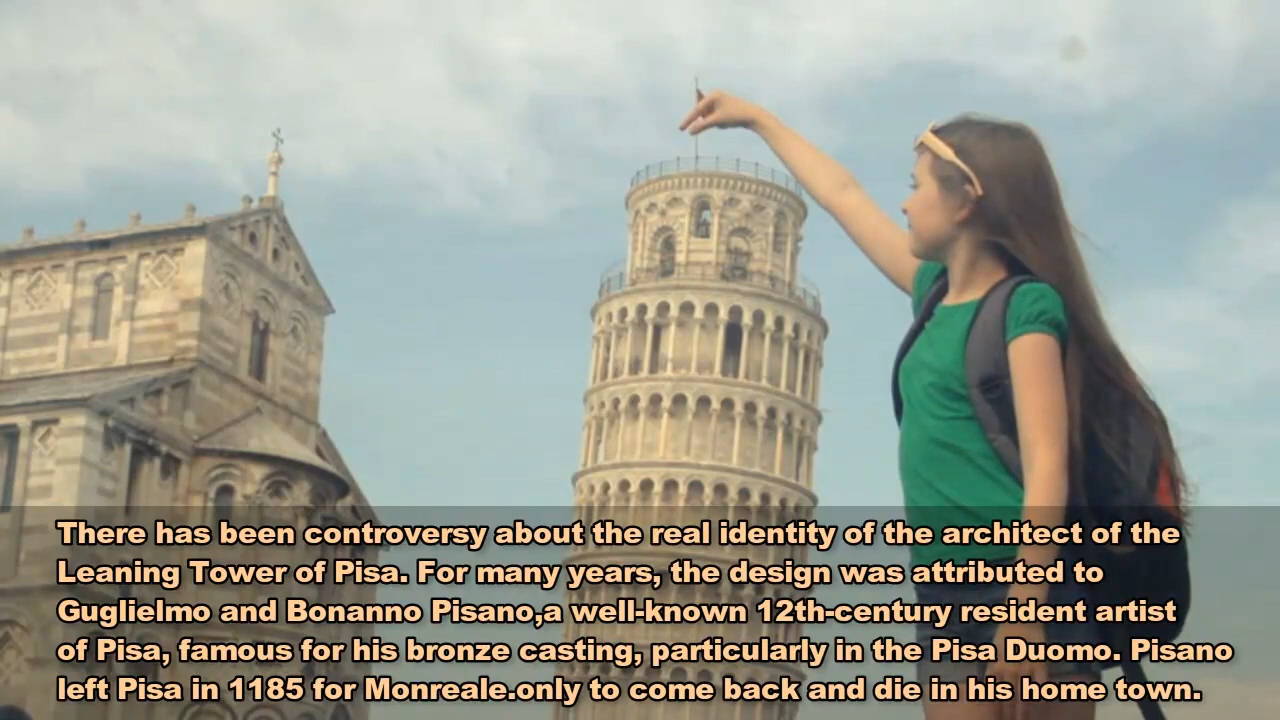 There has been controversy about the real identity of the architect of the
Leaning Tower of Pisa. For many years, the design was attributed to
Guglielmo and Bonanno Pisano,a well-known 12th-century resident artist
of Pisa, famous for his bronze casting, particularly in the Pisa Duomo. Pisano
left Pisa in 1185 for Monreale.only to come back and die in his home town.